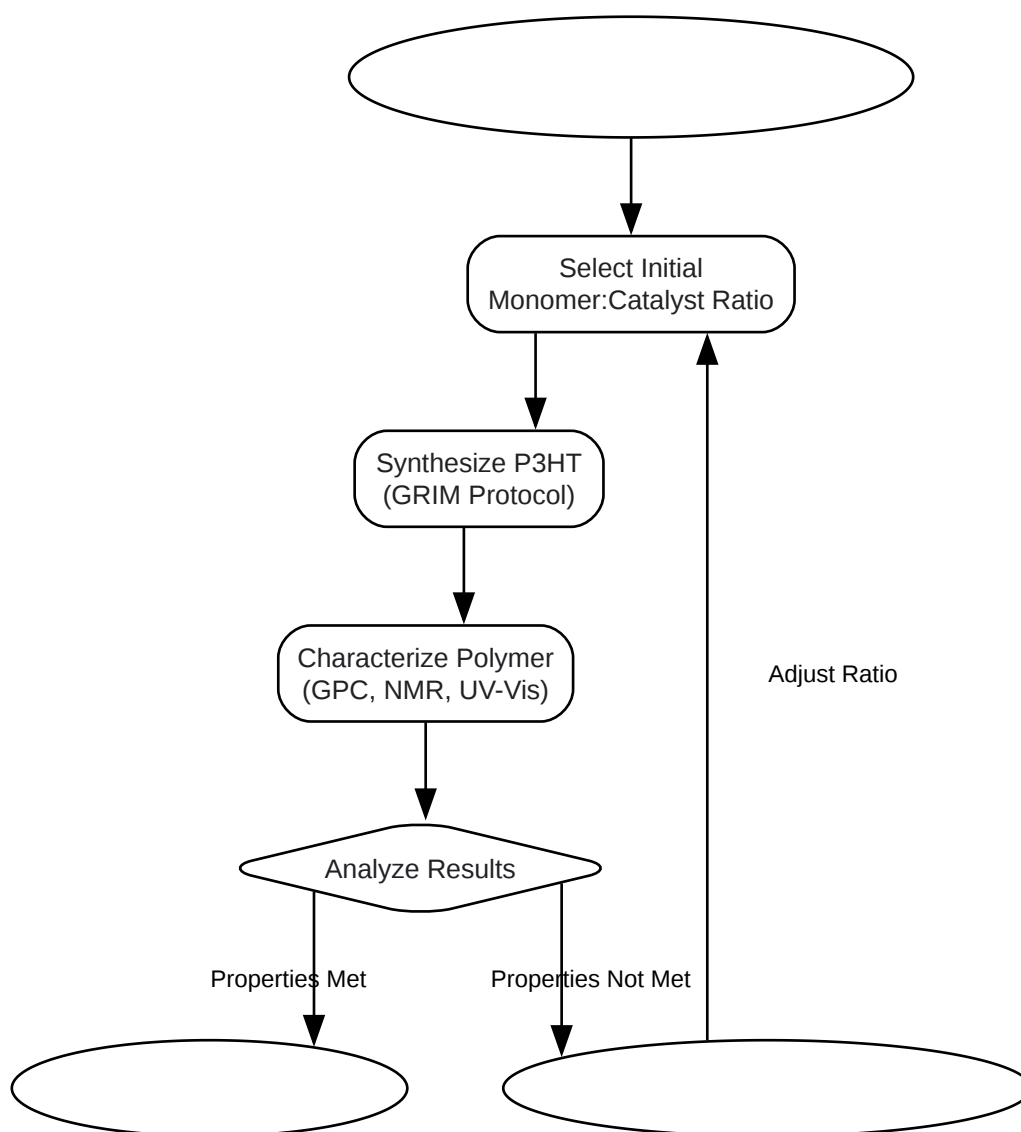 Select Initial
Monomer:Catalyst Ratio
Synthesize P3HT
(GRIM Protocol)
Characterize Polymer
(GPC, NMR, UV-Vis)
Adjust Ratio
Analyze Results
Properties Met
Properties Not Met